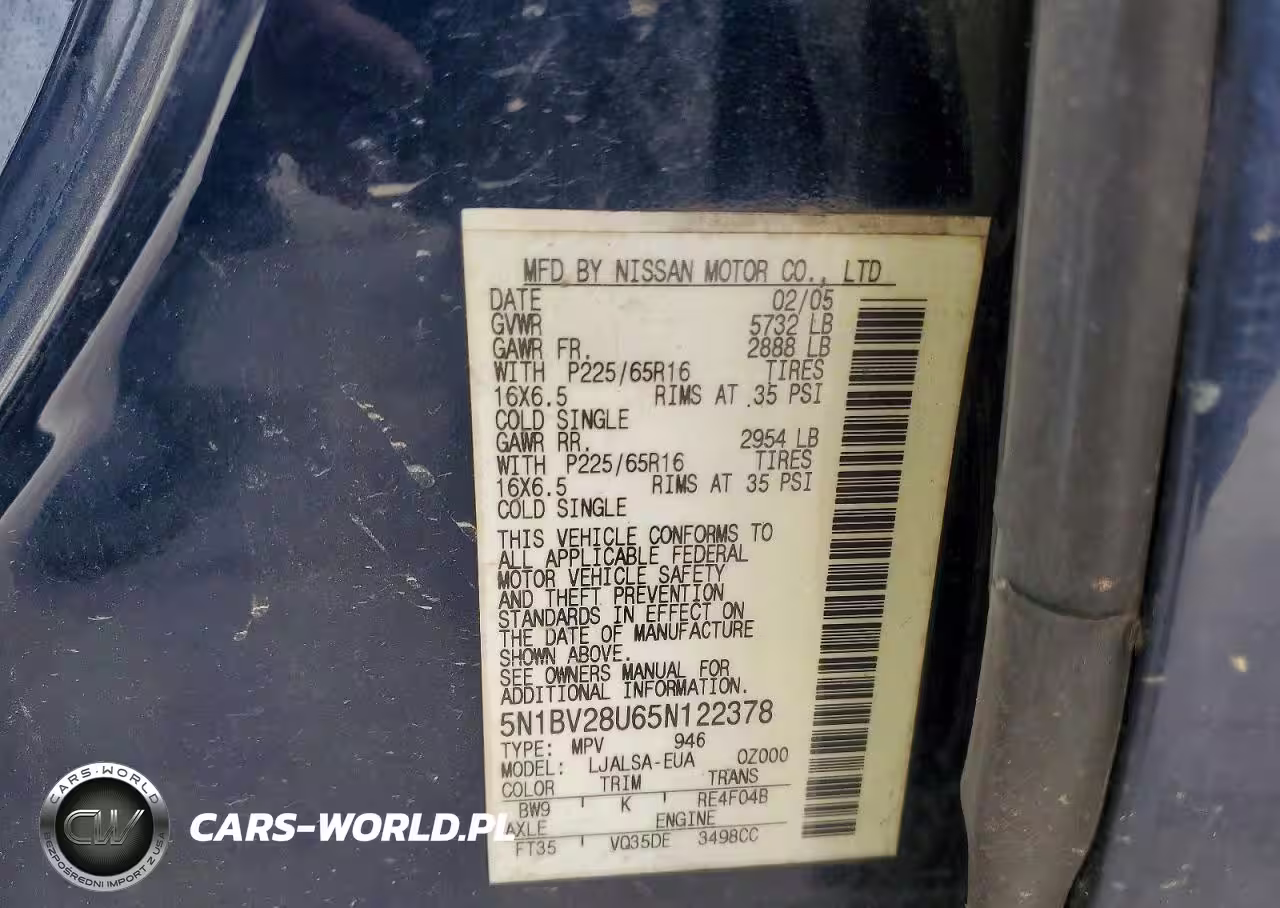 MFD BY NISSAN MOTOR CO., LTD
DATE 02/05
GVWR 5732 LB
GAWR FR. 2888 LB
WITH P225/65R16 TIRES
16X6.5 RIMS AT 35 PSI
COLD SINGLE
GAWR RR. 2954 LB
WITH P225/65R16 TIRES
16X6.5 RIMS AT 35 PSI
COLD SINGLE
THIS VEHICLE CONFORMS TO
ALL APPLICABLE FEDERAL
MOTOR VEHICLE SAFETY
AND THEFT PREVENTION
STANDARDS IN EFFECT ON
THE DATE OF MANUFACTURE
SHOWN ABOVE.
SEE OWNERS MANUAL FOR
ADDITIONAL INFORMATION.
5N1BV28U65N122378
TYPE: MPV 946
MODEL: LJALSA-EUA 0Z000
COLOR TRIM TRANS
BW9 K RE4F04B
AXLE ENGINE
FT35 VQ35DE 3498CC
CARS-WORLD
CW
BEZPOŚREDNI IMPORT Z USA
CARS-WORLD.PL